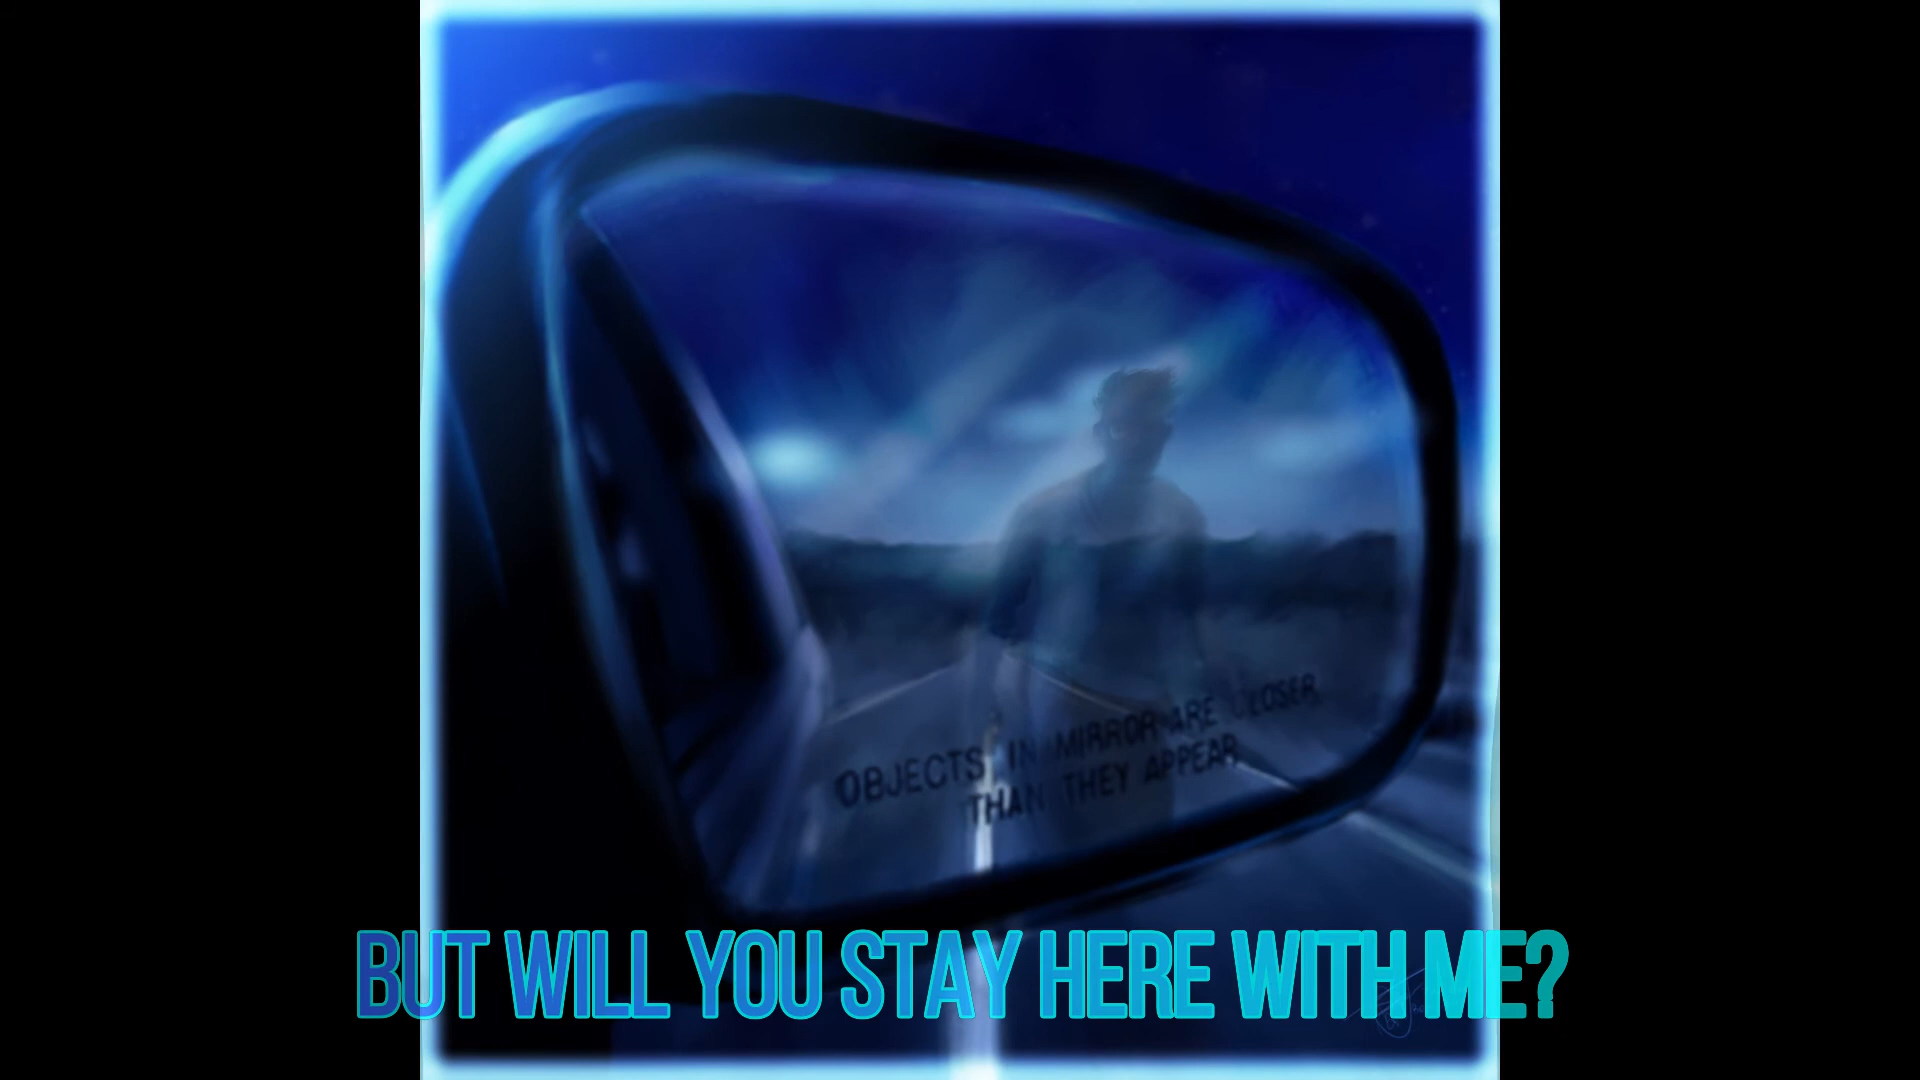 OBJECTS IN MIRROR ARE CLOSER
THAN THEY APPEAR
BUT WILL YOU STAY HERE WITH ME?